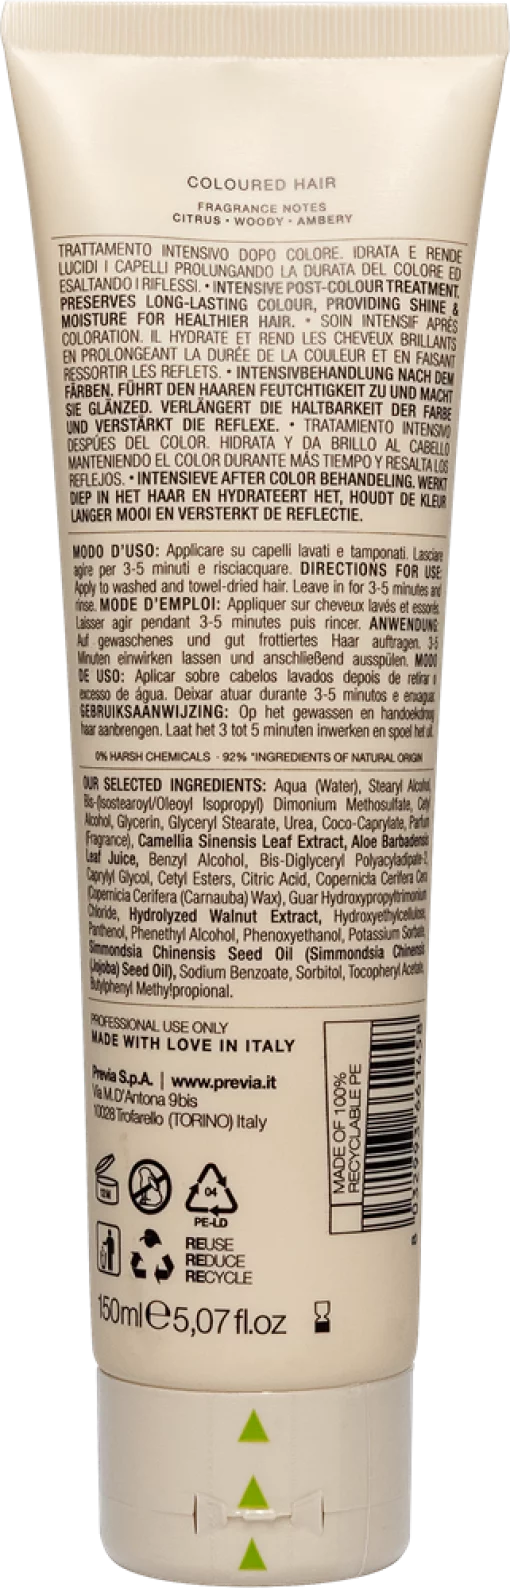 COLOURED HAIR
FRAGRANCE NOTES
CITRUS • WOODY • AMBERY
TRATTAMENTO INTENSIVO DOPO COLORE. IDRATA E RENDE
LUCIDI I CAPELLI PROLUNGANDO LA DURATA DEL COLORE ED
ESALTANDO I RIFLESSI. • INTENSIVE POST-COLOUR TREATMENT.
PRESERVES LONG-LASTING COLOUR, PROVIDING SHINE &
MOISTURE FOR HEALTHIER HAIR. • SOIN INTENSIF APRÈS
COLORATION. IL HYDRATE ET REND LES CHEVEUX BRILLANTS
EN PROLONGEANT LA DURÉE DE LA COULEUR ET EN FAISANT
RESSORTIR LES REFLETS. • INTENSIVBEHANDLUNG NACH DEM
FÄRBEN. FÜHRT DEN HAAREN FEUTCHTIGKEIT ZU UND MACHT
SIE GLÄNZED. VERLÄNGERT DIE HALTBARKEIT DER FARBE
UND VERSTÄRKT DIE REFLEXE. • TRATAMIENTO INTENSIVO
DESPÚES DEL COLOR. HIDRATA Y DA BRILLO AL CABELLO
MANTENIENDO EL COLOR DURANTE MÁS TIEMPO Y RESALTA LOS
REFLEJOS. • INTENSIEVE AFTER COLOR BEHANDELING. WERKT
DIEP IN HET HAAR EN HYDRATEERT HET, HOUDT DE KLEUR
LANGER MOOI EN VERSTERKT DE REFLECTIE.
MODO D'USO: Applicare su capelli lavati e tamponati. Lasciare
agire per 3-5 minuti e risciacquare. DIRECTIONS FOR USE:
Apply to washed and towel-dried hair. Leave in for 3-5 minutes and
rinse. MODE D'EMPLOI: Appliquer sur cheveux lavés et essorés.
Laisser agir pendant 3-5 minutes puis rincer. ANWENDUNG:
Auf gewaschenes und gut frottiertes Haar auftragen. 3-5
Minuten einwirken lassen und anschließend ausspülen. MODO
DE USO: Aplicar sobre cabelos lavados depois de retirar o
excesso de água. Deixar atuar durante 3-5 minutos e enxaguar.
GEBRUIKSAANWIJZING: Op het gewassen en handoekdroog
haar aanbrengen. Laat het 3 tot 5 minuten inwerken en spoel het uit.
0% HARSH CHEMICALS - 92% *INGREDIENTS OF NATURAL ORIGIN
OUR SELECTED INGREDIENTS: Aqua (Water), Stearyl Alcohol,
Bis-(Isostearoyl/Oleoyl Isopropyl) Dimonium Methosulfate, Cetyl
Alcohol, Glycerin, Glyceryl Stearate, Urea, Coco-Caprylate, Parfum
(Fragrance), Camellia Sinensis Leaf Extract, Aloe Barbadensis
Leaf Juice, Benzyl Alcohol, Bis-Diglyceryl Polyacyladipate-2,
Caprylyl Glycol, Cetyl Esters, Citric Acid, Copernicia Cerifera Cera
(Copernicia Cerifera (Carnauba) Wax), Guar Hydroxypropyltrimonium
Chloride, Hydrolyzed Walnut Extract, Hydroxyethylcellulose,
Panthenol, Phenethyl Alcohol, Phenoxyethanol, Potassium Sorbate,
Simmondsia Chinensis Seed Oil (Simmondsia Chinensis
(Jojoba) Seed Oil), Sodium Benzoate, Sorbitol, Tocopheryl Acetate,
Butylphenyl Methylpropional.
PROFESSIONAL USE ONLY
MADE WITH LOVE IN ITALY
Previa S.p.A. | www.previa.it
Via M.D'Antona 9bis
10028 Trofarello (TORINO) Italy
MADE OF 100%
RECYCLABLE PE
8 032993 661458
12M
04
PE-LD
REUSE
REDUCE
RECYCLE
150ml e 5,07 fl.oz